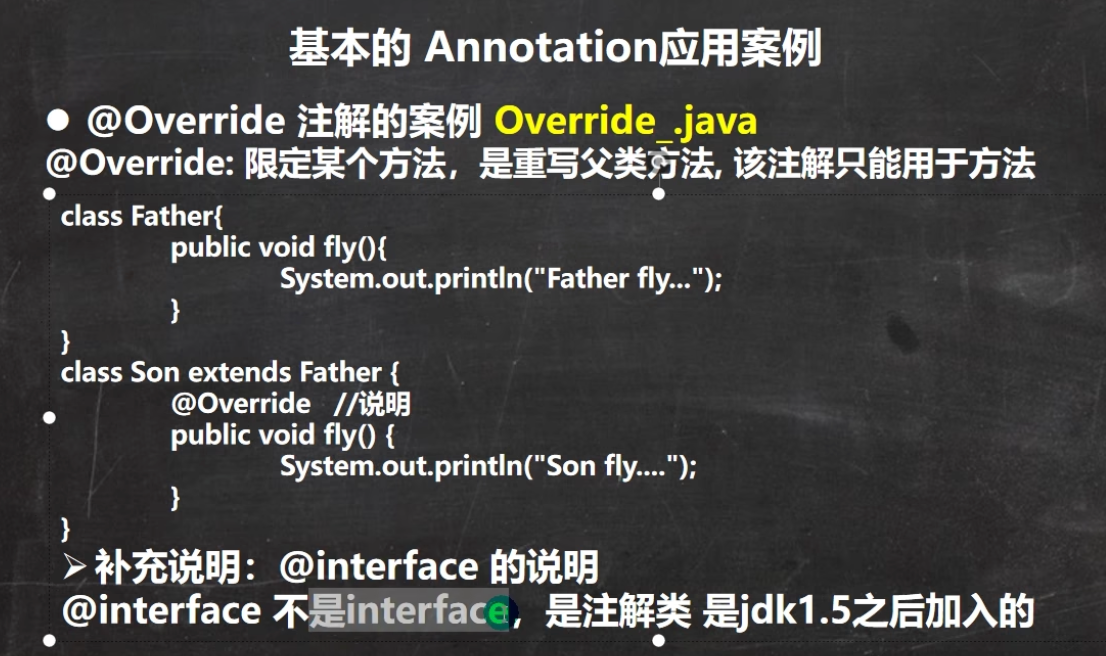 基本的 Annotation应用案例
● @Override 注解的案例 Override_.java
@Override: 限定某个方法，是重写父类方法, 该注解只能用于方法
class Father{
public void fly(){
System.out.println("Father fly...");
}
}
class Son extends Father {
@Override //说明
public void fly() {
System.out.println("Son fly....");
}
}
➢ 补充说明：@interface 的说明
@interface 不是interface，是注解类 是jdk1.5之后加入的